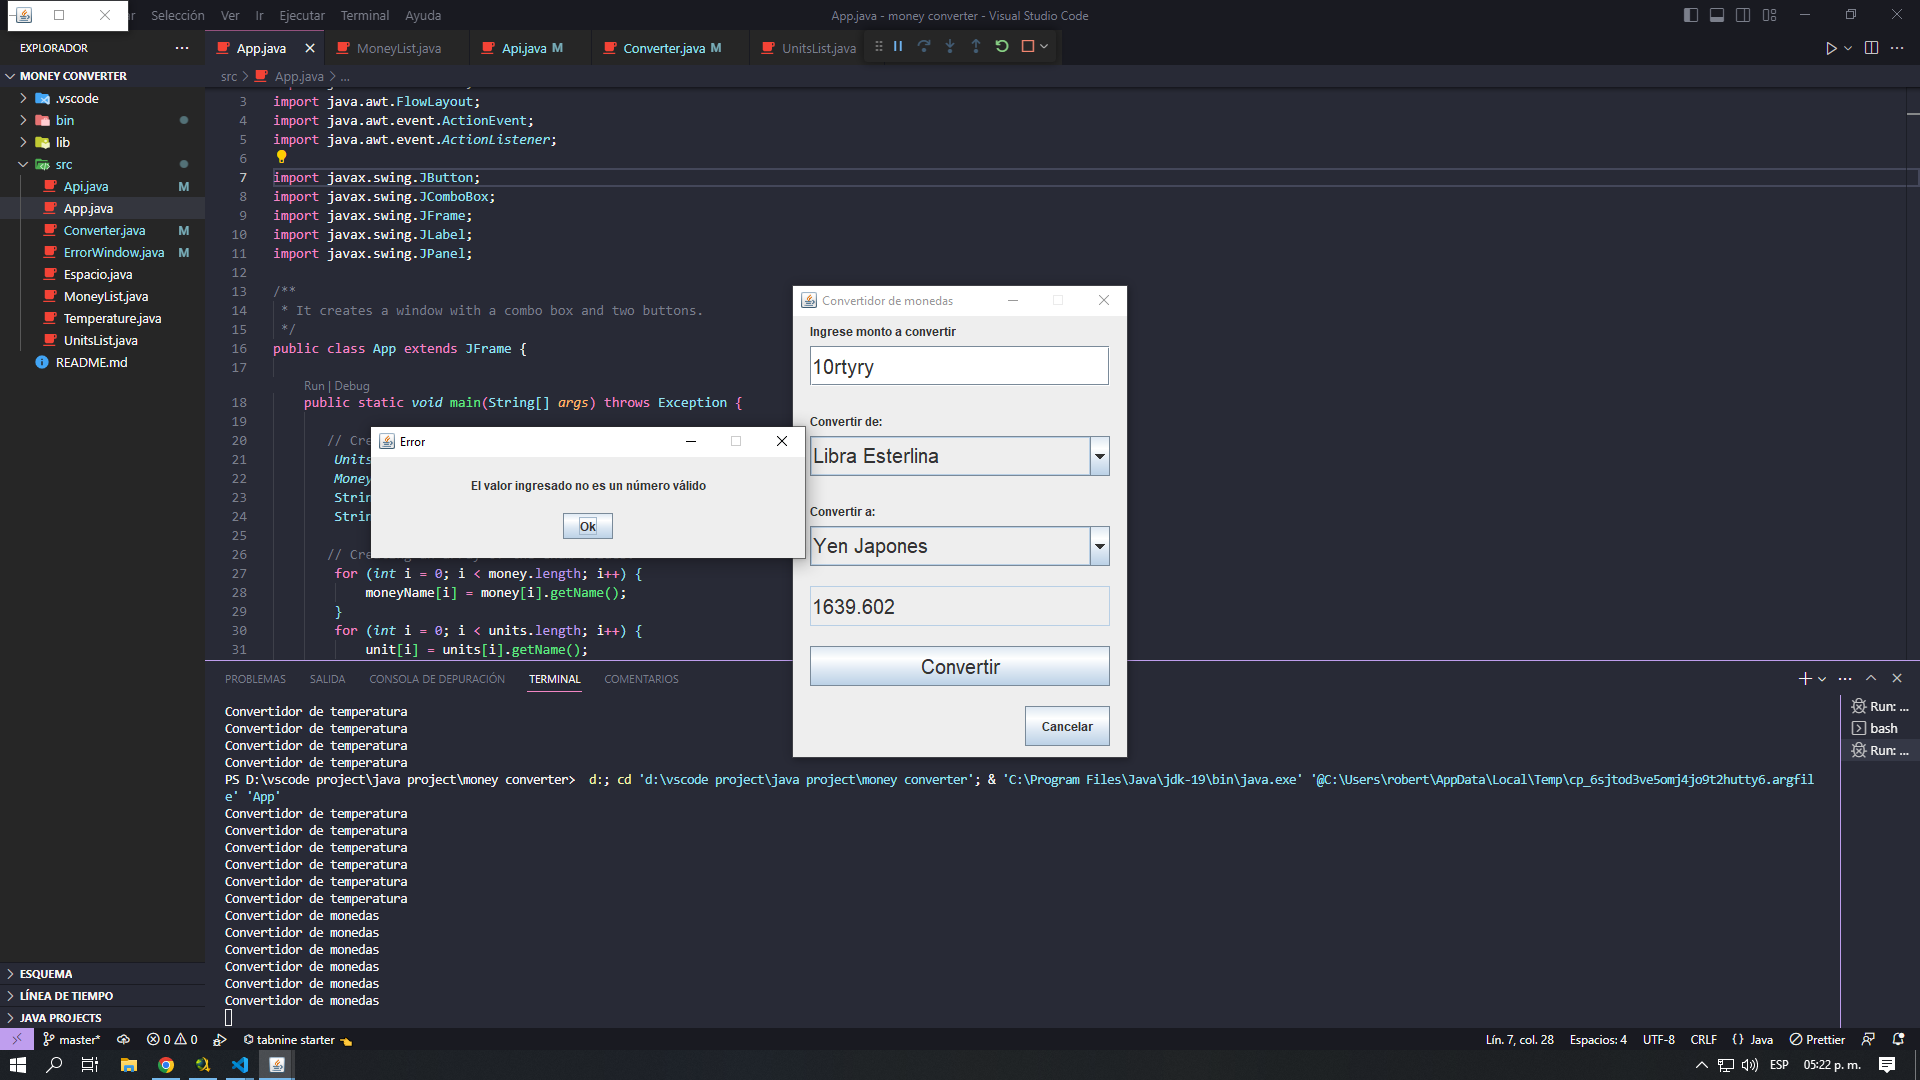 ar Selección Ver Ir Ejecutar Terminal Ayuda
App.java - money converter - Visual Studio Code
EXPLORADOR
App.java
MoneyList.java
Api.java M
Converter.java M
UnitsList.java
MONEY CONVERTER
.vscode
bin
lib
src
Api.java M
App.java
Converter.java M
ErrorWindow.java M
Espacio.java
MoneyList.java
Temperature.java
UnitsList.java
README.md
src > App.java > ...
3 import java.awt.FlowLayout;
4 import java.awt.event.ActionEvent;
5 import java.awt.event.ActionListener;
6
7 import javax.swing.JButton;
8 import javax.swing.JComboBox;
9 import javax.swing.JFrame;
10 import javax.swing.JLabel;
11 import javax.swing.JPanel;
12
13 /**
14 * It creates a window with a combo box and two buttons.
15 */
16 public class App extends JFrame {
17
Run | Debug
18 public static void main(String[] args) throws Exception {
19
20 // Cre
21 Units
22 Money
23 Strin
24 Strin
25
26 // Cre
27 for (int i = 0; i < money.length; i++) {
28 moneyName[i] = money[i].getName();
29 }
30 for (int i = 0; i < units.length; i++) {
31 unit[i] = units[i].getName();
Error
El valor ingresado no es un número válido
Ok
Convertidor de monedas
Ingrese monto a convertir
10rtyry
Convertir de:
Libra Esterlina
Convertir a:
Yen Japones
1639.602
Convertir
Cancelar
PROBLEMAS SALIDA CONSOLA DE DEPURACIÓN TERMINAL COMENTARIOS
Convertidor de temperatura
Convertidor de temperatura
Convertidor de temperatura
Convertidor de temperatura
PS D:\vscode project\java project\money converter> d:; cd 'd:\vscode project\java project\money converter'; & 'C:\Program Files\Java\jdk-19\bin\java.exe' '@C:\Users\robert\AppData\Local\Temp\cp_6sjtod3ve5omj4jo9t2hutty6.argfil
e' 'App'
Convertidor de temperatura
Convertidor de temperatura
Convertidor de temperatura
Convertidor de temperatura
Convertidor de temperatura
Convertidor de temperatura
Convertidor de monedas
Convertidor de monedas
Convertidor de monedas
Convertidor de monedas
Convertidor de monedas
Convertidor de monedas
Run: ...
bash
Run: ...
ESQUEMA
LÍNEA DE TIEMPO
JAVA PROJECTS
master* 0 0 tabnine starter
Lín. 7, col. 28 Espacios: 4 UTF-8 CRLF {} Java Prettier
ESP 05:22 p. m.